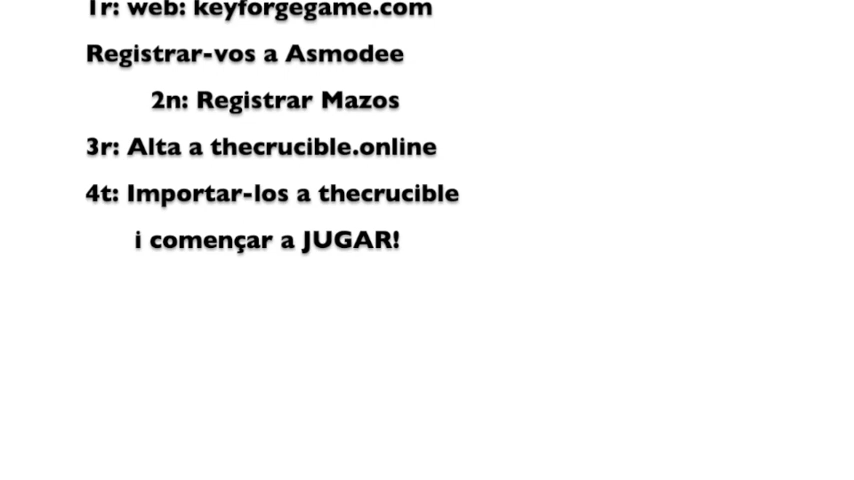 1r: web: keyforgegame.com
Registrar-vos a Asmodee
2n: Registrar Mazos
3r: Alta a thecrucible.online
4t: Importar-los a thecrucible
i començar a JUGAR!